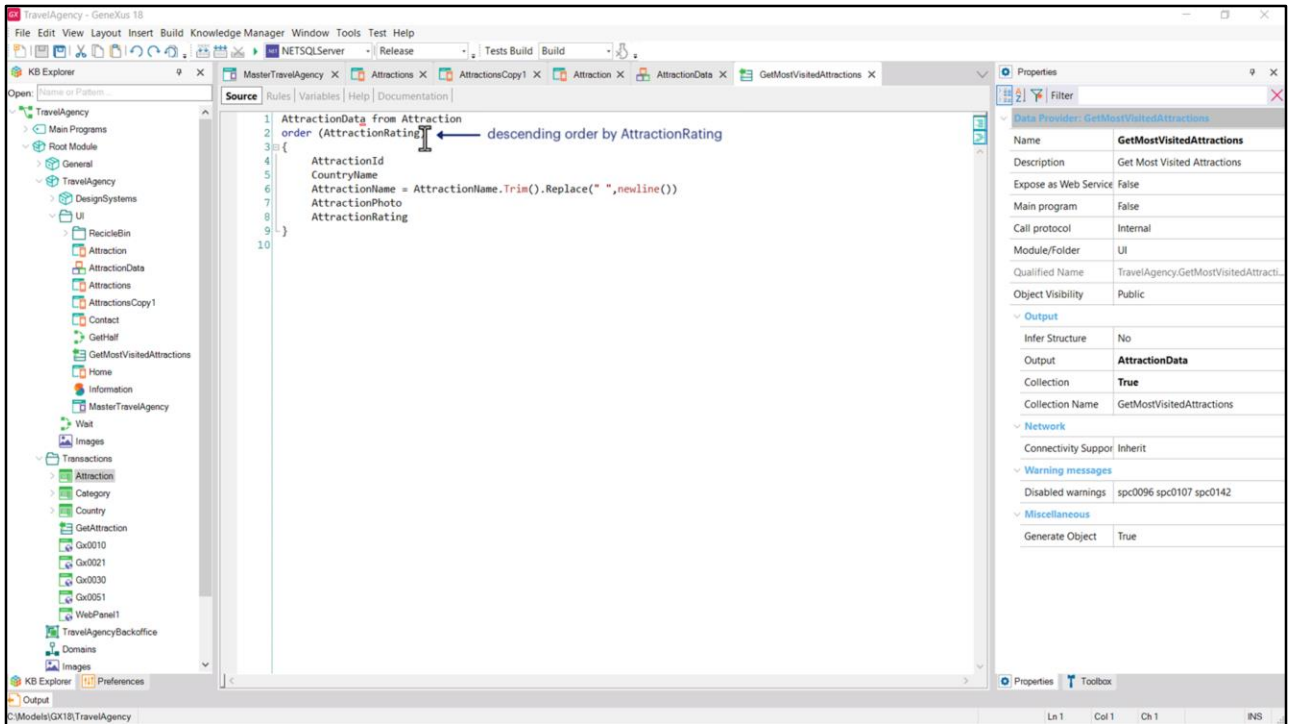 GX TravelAgency - GeneXus 18
File Edit View Layout Insert Build Knowledge Manager Window Tools Test Help
NETSQLServer Release Tests Build Build
KB Explorer
Open: Name or Pattern...
TravelAgency
Main Programs
Root Module
General
TravelAgency
DesignSystems
UI
RecicleBin
Attraction
AttractionData
Attractions
AttractionsCopy1
Contact
GetHalf
GetMostVisitedAttractions
Home
Information
MasterTravelAgency
Wait
Images
Transactions
Attraction
Category
Country
GetAttraction
Gx0010
Gx0021
Gx0030
Gx0051
WebPanel1
TravelAgencyBackoffice
Domains
Images
KB Explorer Preferences
MasterTravelAgency X Attractions X AttractionsCopy1 X Attraction X AttractionData X GetMostVisitedAttractions X
Source Rules Variables Help Documentation
1 AttractionData from Attraction
2 order (AttractionRating) descending order by AttractionRating
3 {
4 AttractionId
5 CountryName
6 AttractionName = AttractionName.Trim().Replace(" ",newline())
7 AttractionPhoto
8 AttractionRating
9 }
10
Properties
Filter
Data Provider: GetMostVisitedAttractions
Name GetMostVisitedAttractions
Description Get Most Visited Attractions
Expose as Web Service False
Main program False
Call protocol Internal
Module/Folder UI
Qualified Name TravelAgency.GetMostVisitedAttracti...
Object Visibility Public
Output
Infer Structure No
Output AttractionData
Collection True
Collection Name GetMostVisitedAttractions
Network
Connectivity Suppor Inherit
Warning messages
Disabled warnings spc0096 spc0107 spc0142
Miscellaneous
Generate Object True
Properties Toolbox
Output
C:\Models\GX18\TravelAgency Ln 1 Col 1 Ch 1 INS